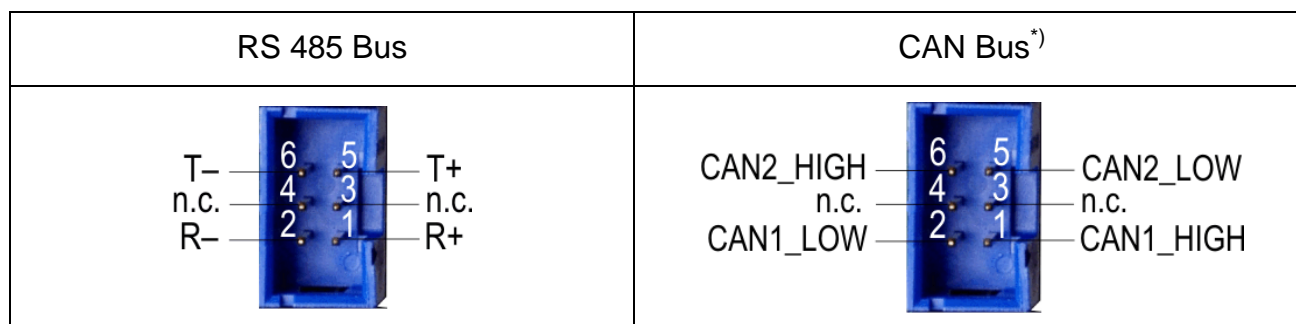 RS 485 Bus
CAN Bus*)
T– 6 5 T+
n.c. 4 3 n.c.
R– 2 1 R+
CAN2_HIGH 6 5 CAN2_LOW
n.c. 4 3 n.c.
CAN1_LOW 2 1 CAN1_HIGH